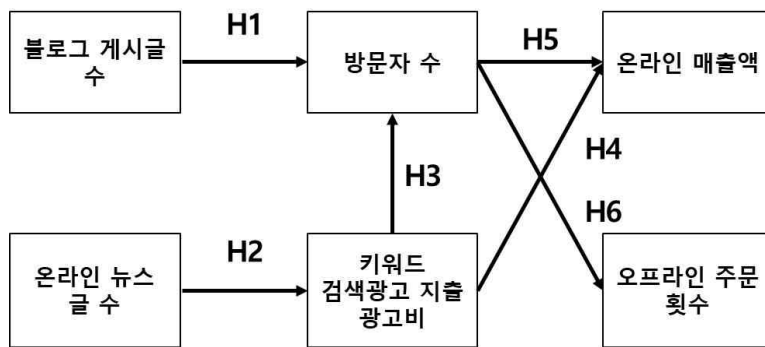 H1
블로그 게시글
수
방문자 수
H5
온라인 매출액
H3
H4
H6
온라인 뉴스
글 수
H2
키워드
검색광고 지출
광고비
오프라인 주문
횟수